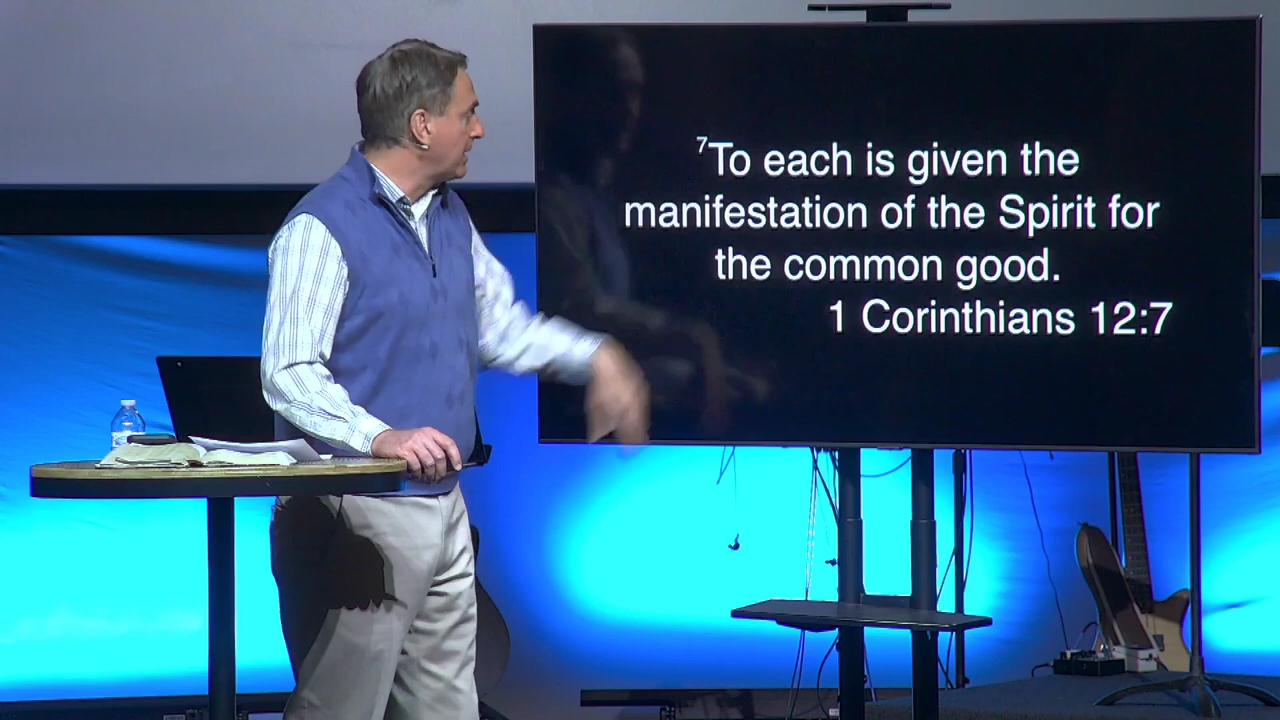 ⁷To each is given the
manifestation of the Spirit for
the common good.
1 Corinthians 12:7